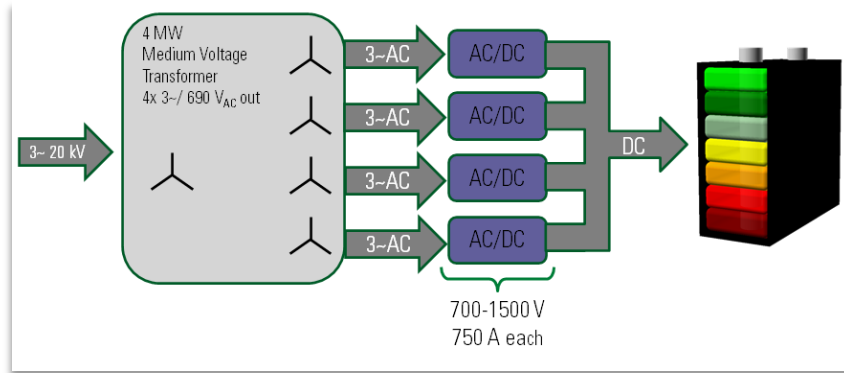 4 MW
Medium Voltage
Transformer
4x 3~/ 690 VAC out
3~ 20 kV
3~AC
AC/DC
3~AC
AC/DC
3~AC
AC/DC
3~AC
AC/DC
DC
700-1500 V
750 A each